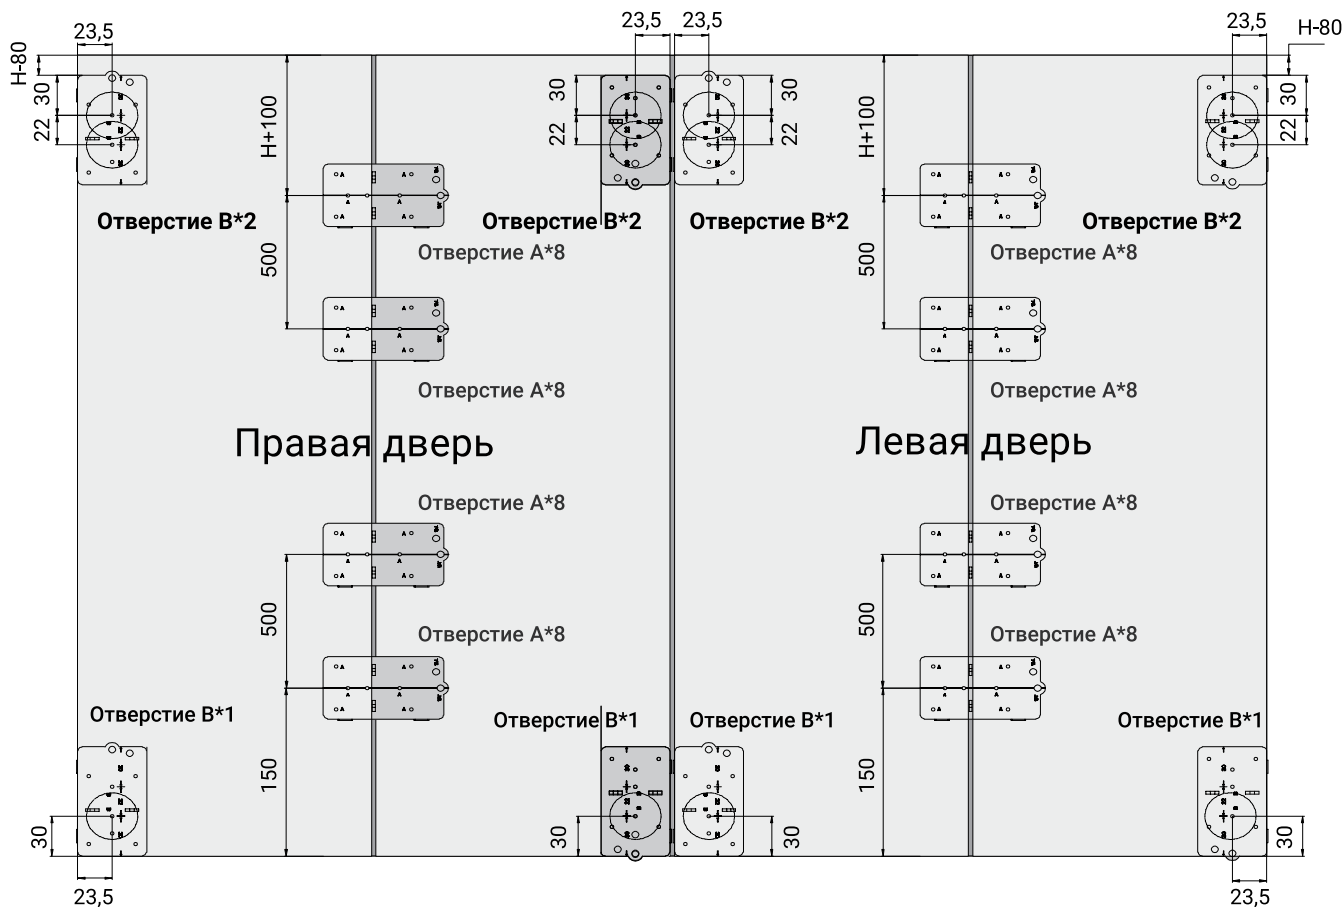 23,5
23,5
23,5
23,5
H-80
H-80
30
30
30
30
22
22
22
22
H+100
H+100
Отверстие B*2
Отверстие B*2
Отверстие B*2
Отверстие B*2
Отверстие A*8
Отверстие A*8
500
500
Отверстие A*8
Отверстие A*8
Правая дверь
Левая дверь
Отверстие A*8
Отверстие A*8
500
500
Отверстие A*8
Отверстие A*8
Отверстие B*1
Отверстие B*1
Отверстие B*1
Отверстие B*1
150
150
30
30
30
30
23,5
23,5